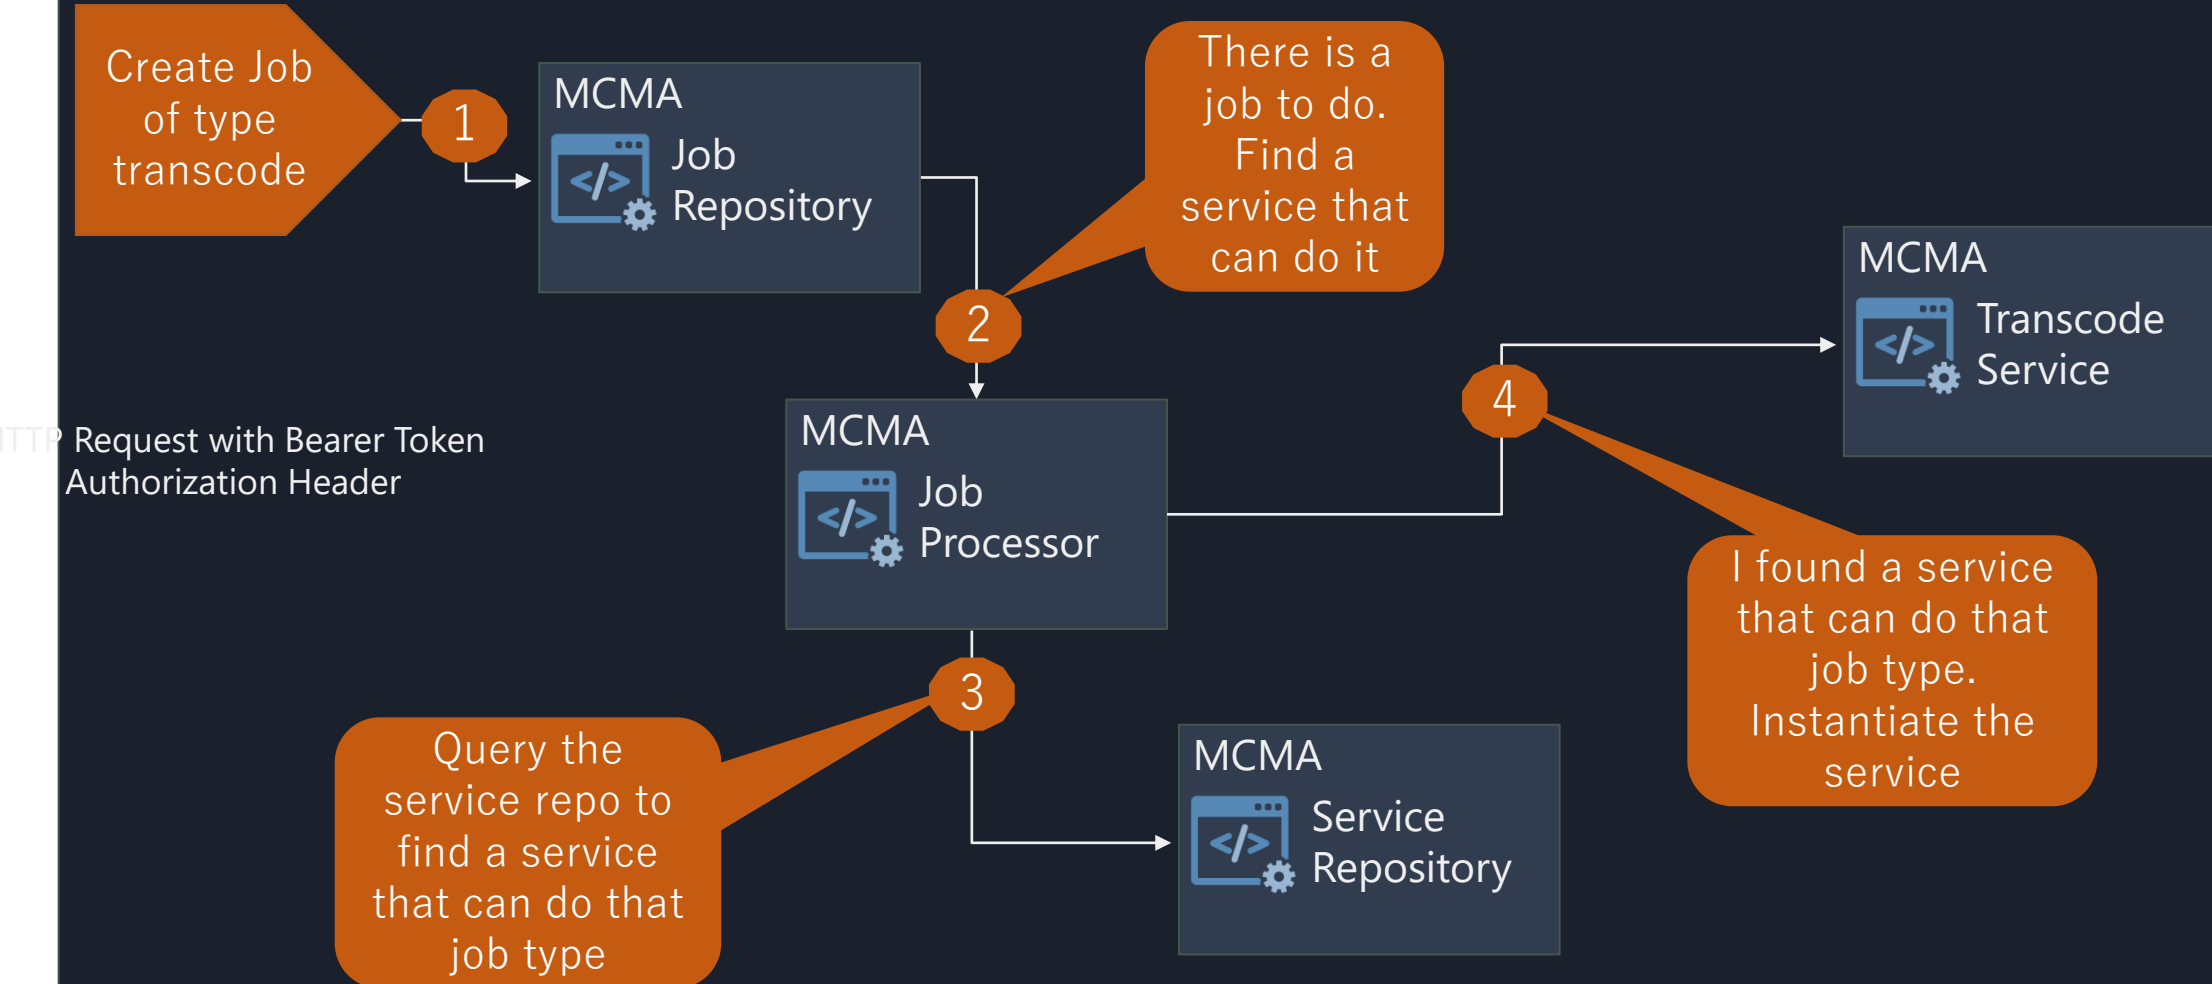 Create Job
of type
transcode
1
MCMA
Job
Repository
There is a
job to do.
Find a
service that
can do it
2
MCMA
Transcode
Service
4
HTTP Request with Bearer Token
Authorization Header
MCMA
Job
Processor
I found a service
that can do that
job type.
Instantiate the
service
3
Query the
service repo to
find a service
that can do that
job type
MCMA
Service
Repository